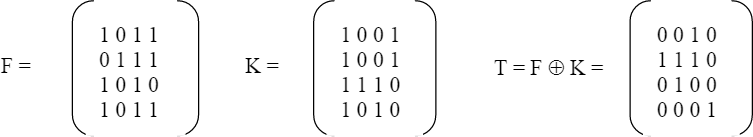 1 0 1 1 1 0 0 1 0 0 1 0
F = 0 1 1 1 K = 1 0 0 1 T = F ⊕ K = 1 1 1 0
1 0 1 0 1 1 1 0 0 1 0 0
1 0 1 1 1 0 1 0 0 0 0 1